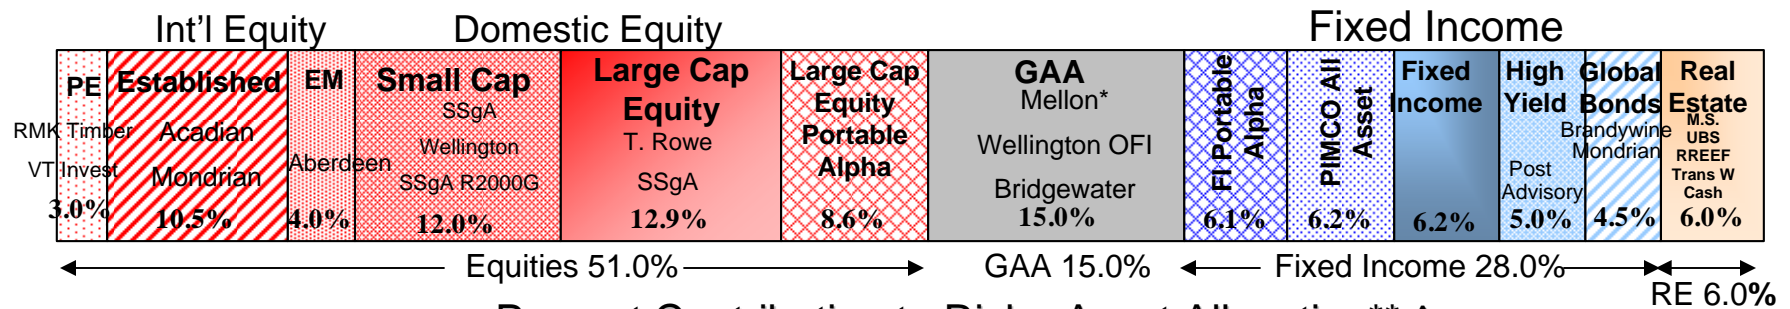 Int'l Equity
Domestic Equity
Fixed Income
PE
RMK Timber
VT Invest
3.0%
Established
Acadian
Mondrian
10.5%
EM
Aberdeen
4.0%
Small Cap
SSgA
Wellington
SSgA R2000G
12.0%
Large Cap
Equity
T. Rowe
SSgA
12.9%
Large Cap
Equity
Portable
Alpha
8.6%
GAA
Mellon*
Wellington OFI
Bridgewater
15.0%
FI Portable
Alpha
6.1%
PIMCO All
Asset
6.2%
Fixed
Income
6.2%
High
Yield
Post
Advisory
5.0%
Global
Bonds
Brandywine
Mondrian
4.5%
Real
Estate
M.S.
UBS
RREEF
Trans W
Cash
6.0%
Equities 51.0%
GAA 15.0%
Fixed Income 28.0%
RE 6.0%